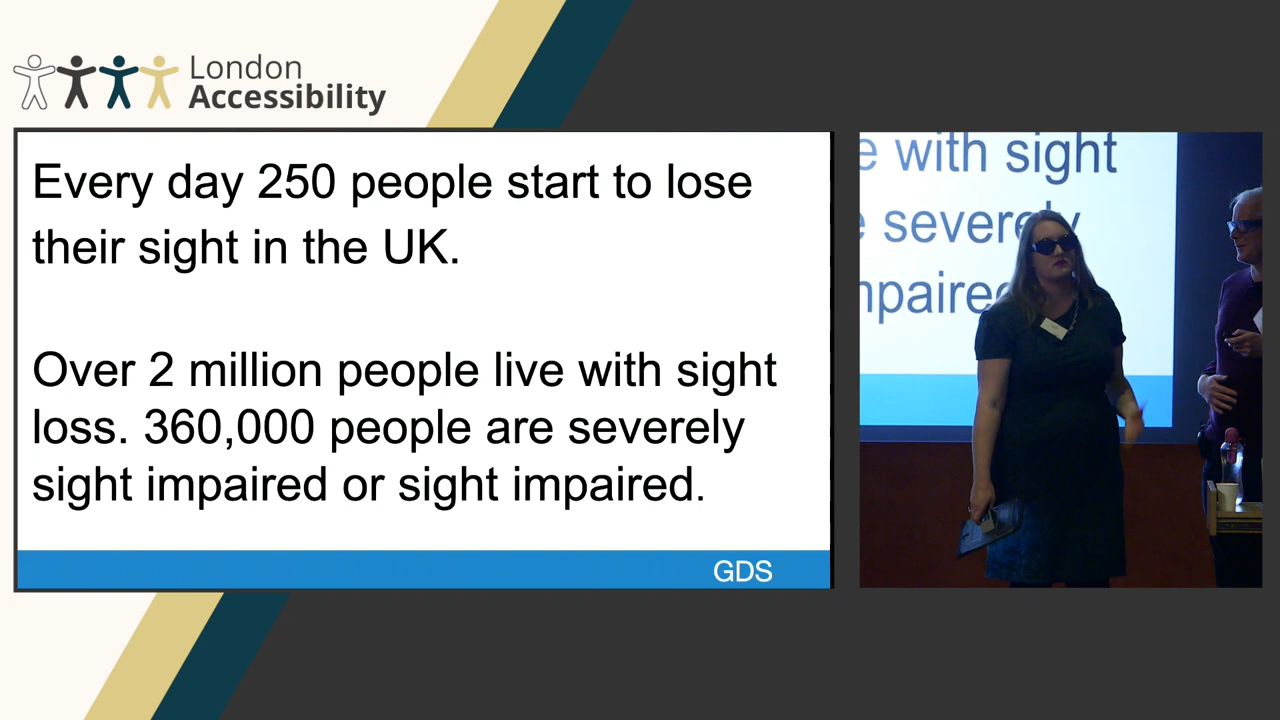 London
Accessibility
Every day 250 people start to lose
their sight in the UK.
Over 2 million people live with sight
loss. 360,000 people are severely
sight impaired or sight impaired.
GDS
e with sight
severely